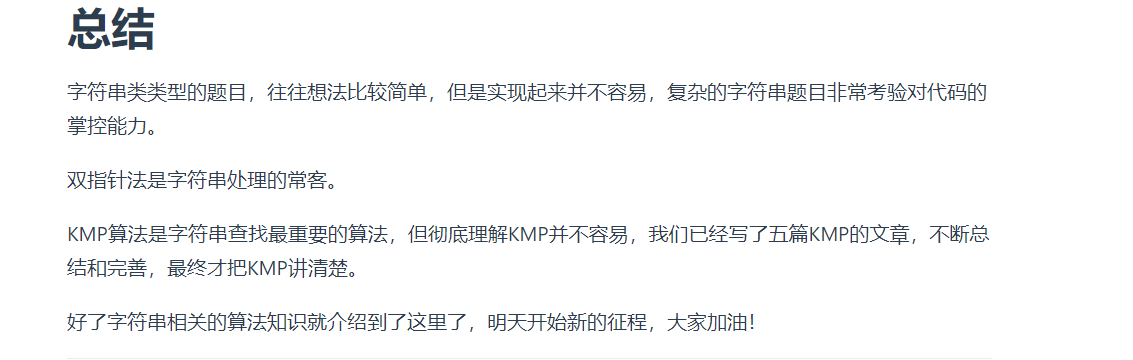 总结
字符串类类型的题目，往往想法比较简单，但是实现起来并不容易，复杂的字符串题目非常考验对代码的
掌控能力。
双指针法是字符串处理的常客。
KMP算法是字符串查找最重要的算法，但彻底理解KMP并不容易，我们已经写了五篇KMP的文章，不断总
结和完善，最终才把KMP讲清楚。
好了字符串相关的算法知识就介绍到了这里了，明天开始新的征程，大家加油！